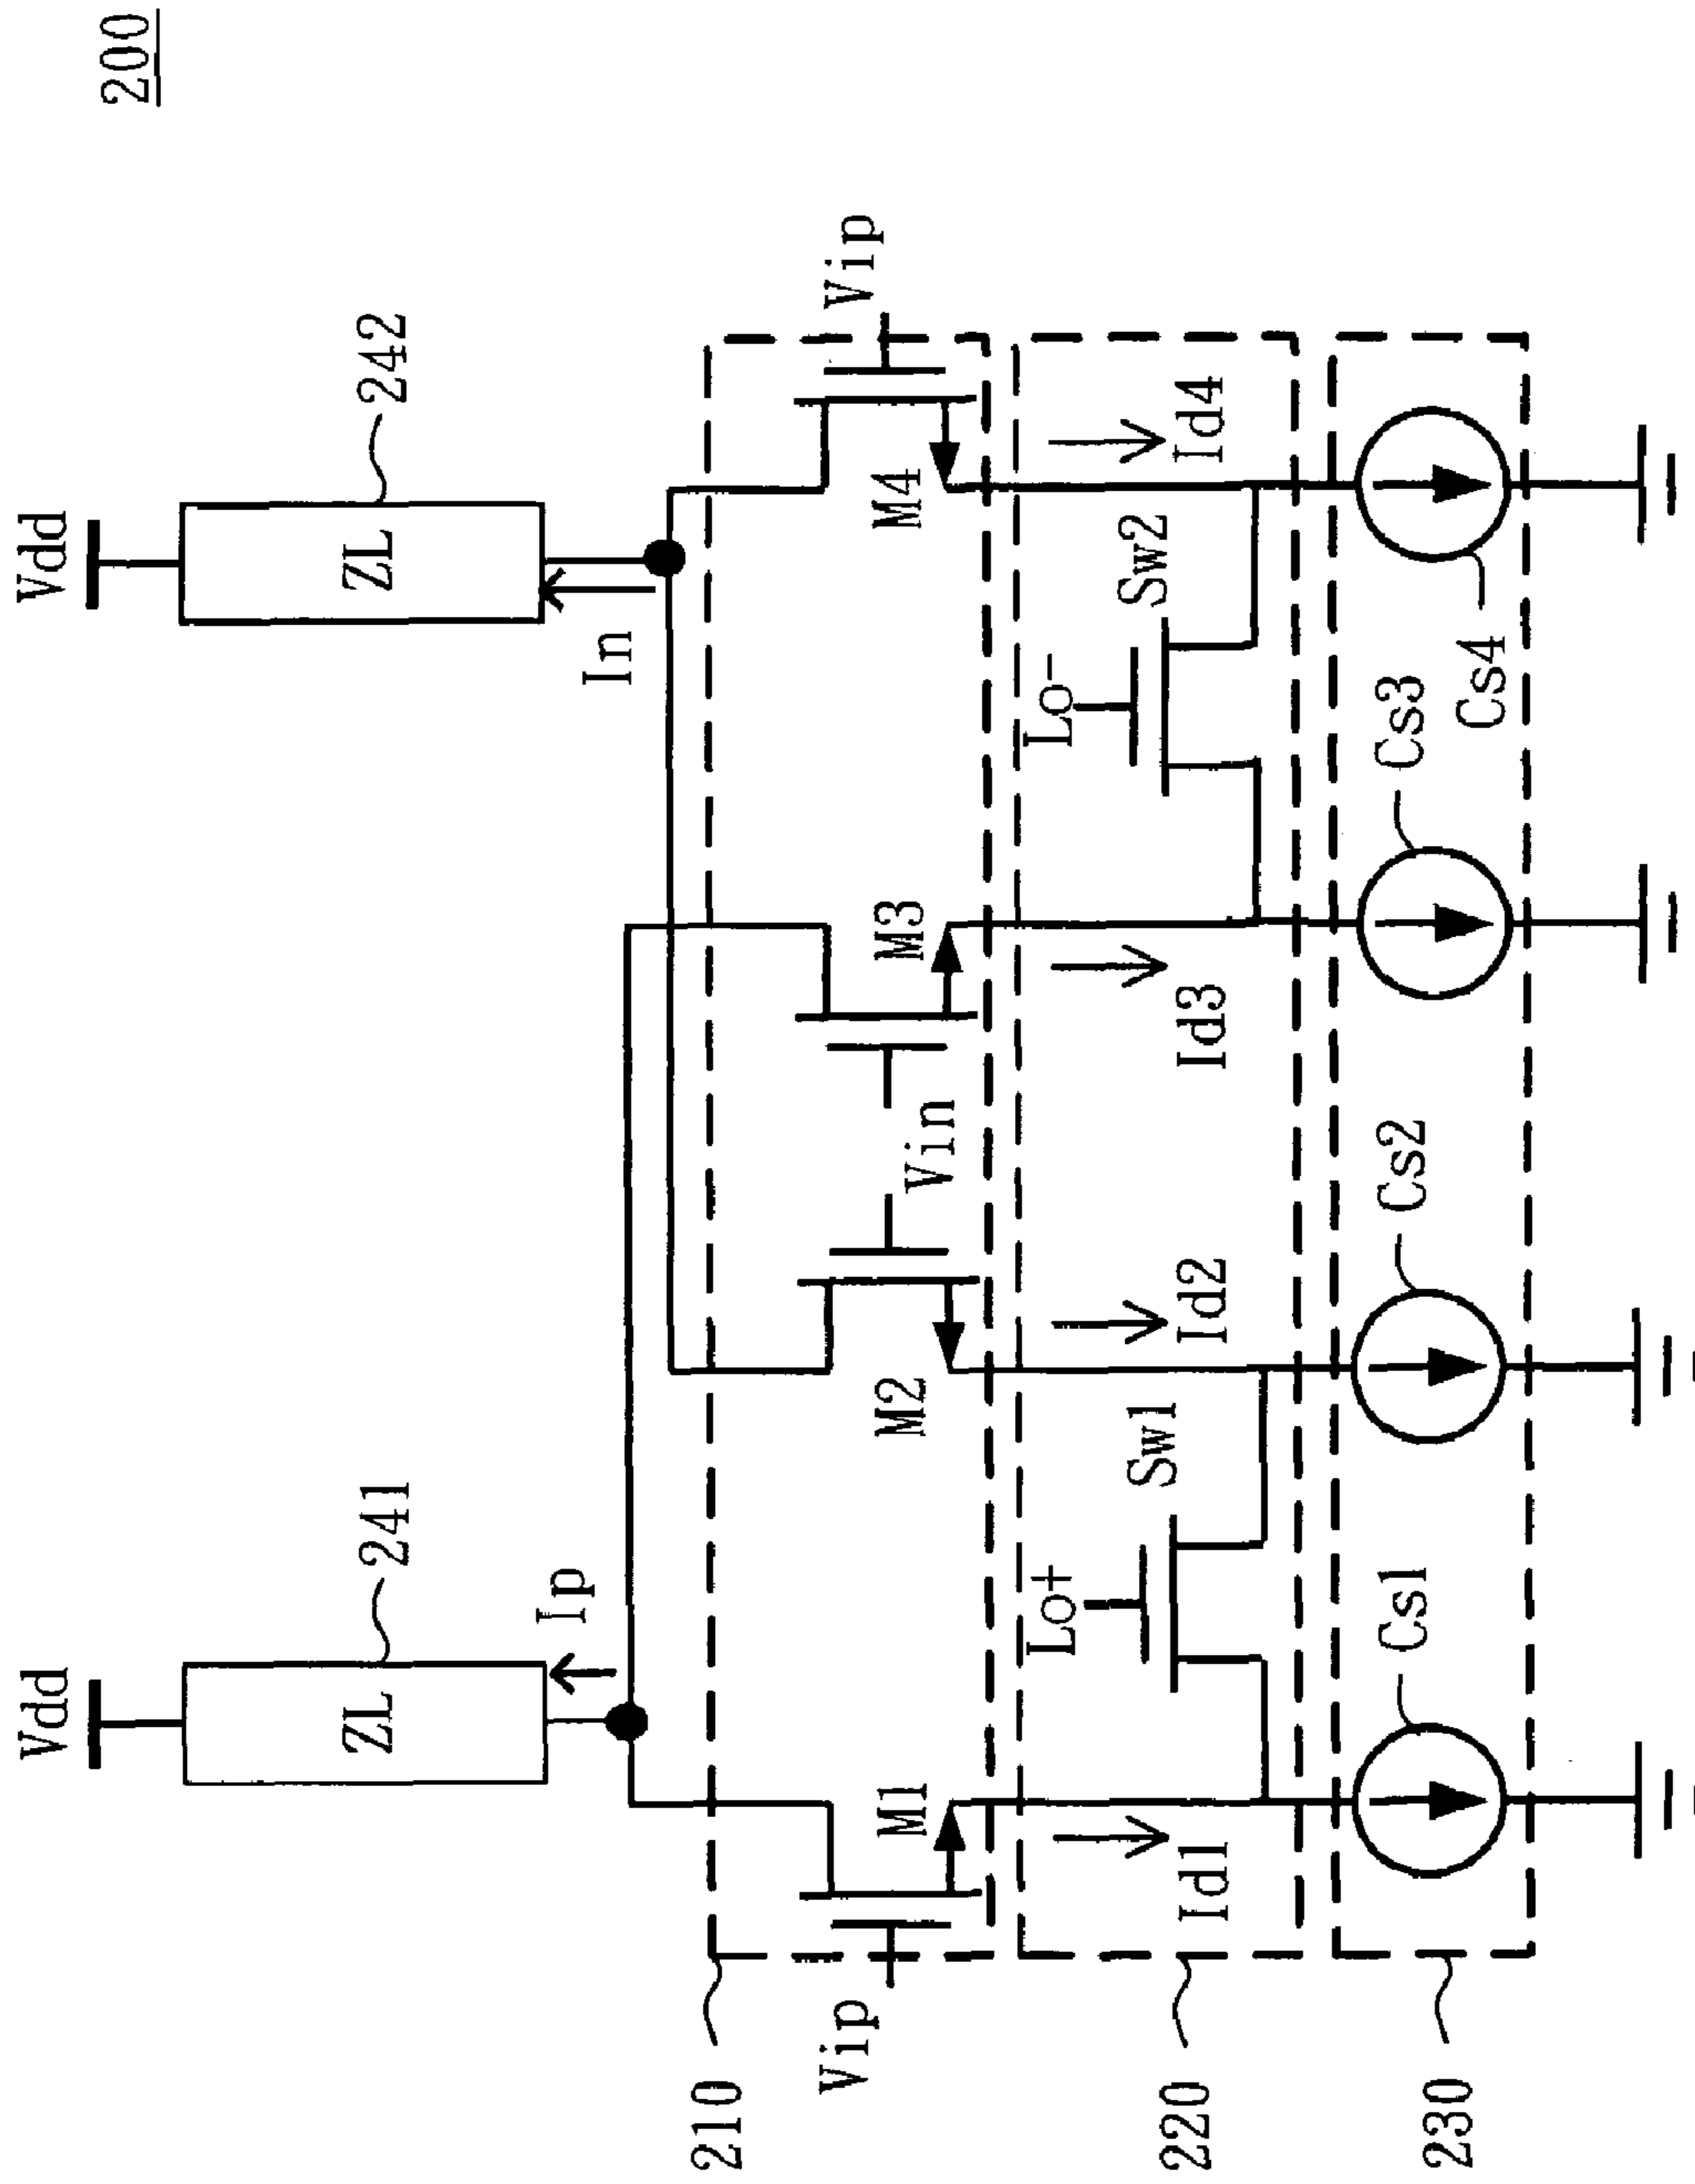 200
Vdd
Vdd
ZL
241
ZL
242
Ip
In
210
Vip
M1
M2
Vin
M3
M4
Vip
220
Id1
Lo+
Sw1
Id2
Id3
Lo-
Sw2
Id4
230
Cs1
Cs2
Cs3
Cs4